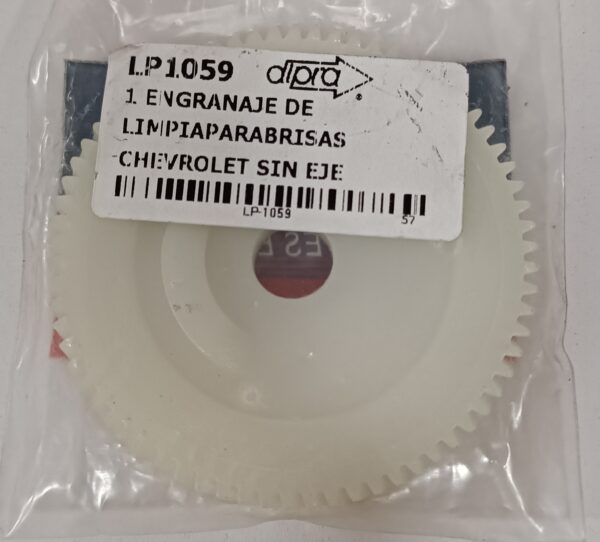 LP1059 dipra®
1 ENGRANAJE DE
LIMPIAPARABRISAS
CHEVROLET SIN EJE
LP-1059 57